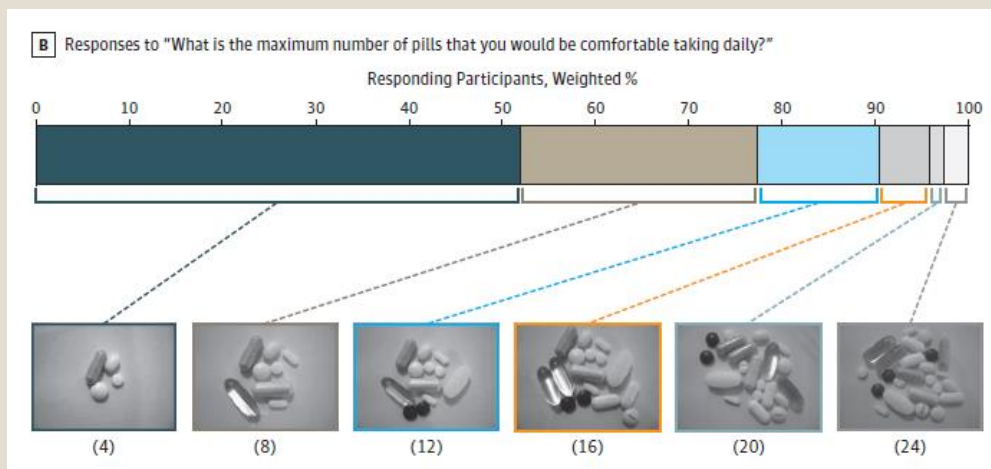 B Responses to "What is the maximum number of pills that you would be comfortable taking daily?"
Responding Participants, Weighted %
0 10 20 30 40 50 60 70 80 90 100
(4) (8) (12) (16) (20) (24)